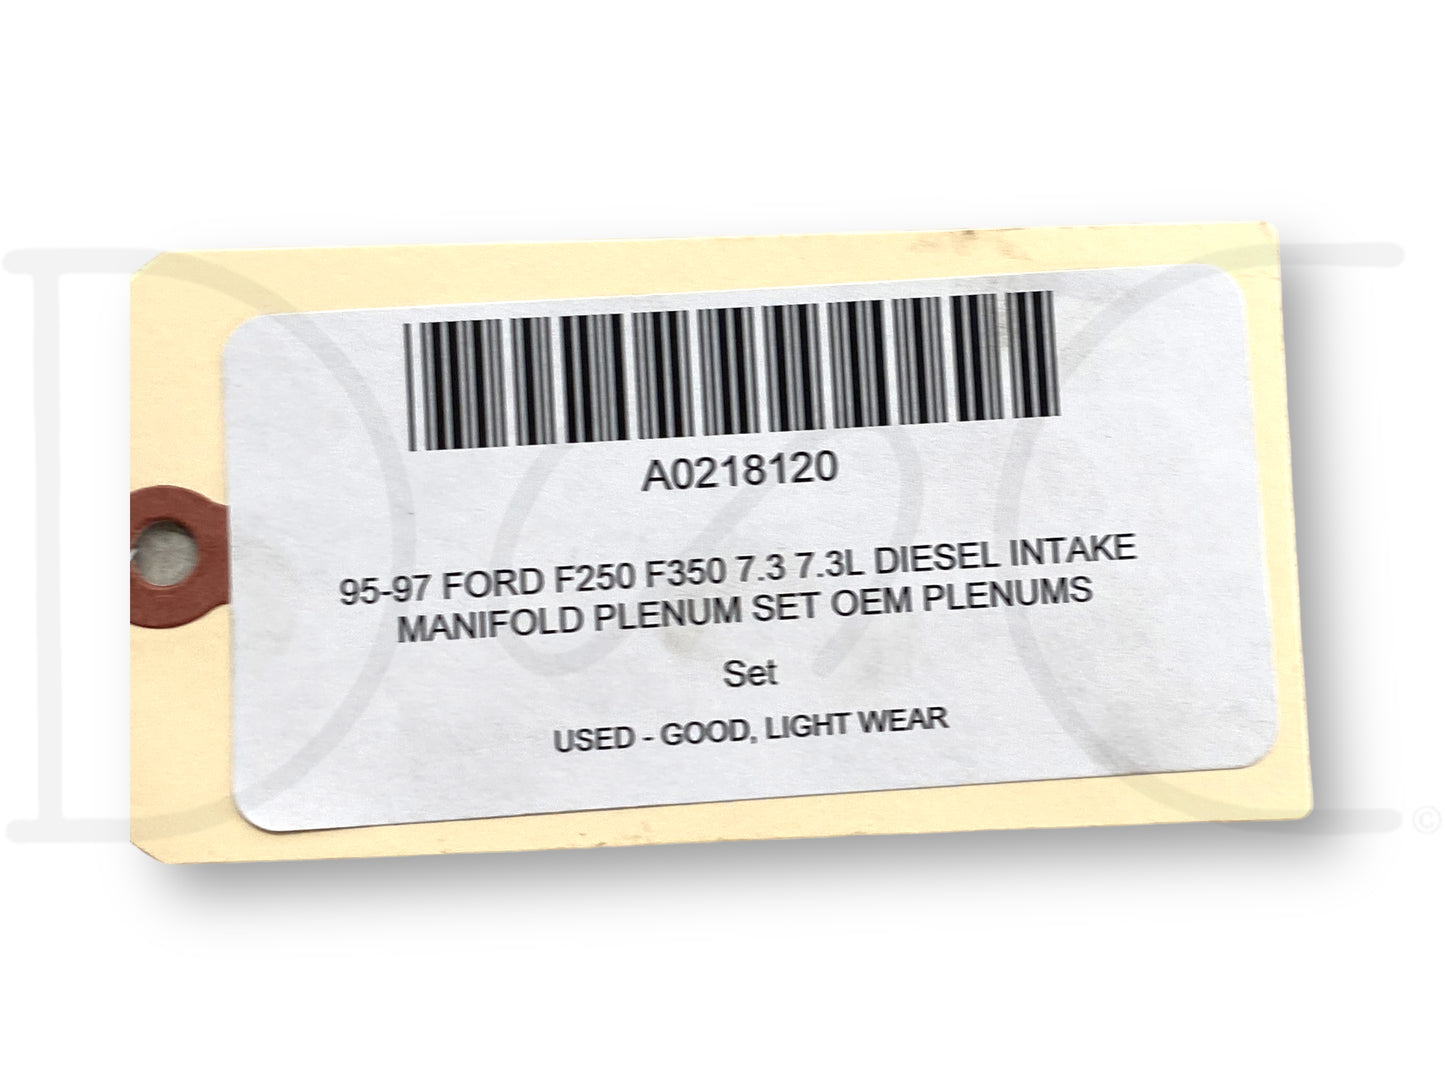 A0218120
95-97 FORD F250 F350 7.3 7.3L DIESEL INTAKE
MANIFOLD PLENUM SET OEM PLENUMS
Set
USED - GOOD, LIGHT WEAR
©